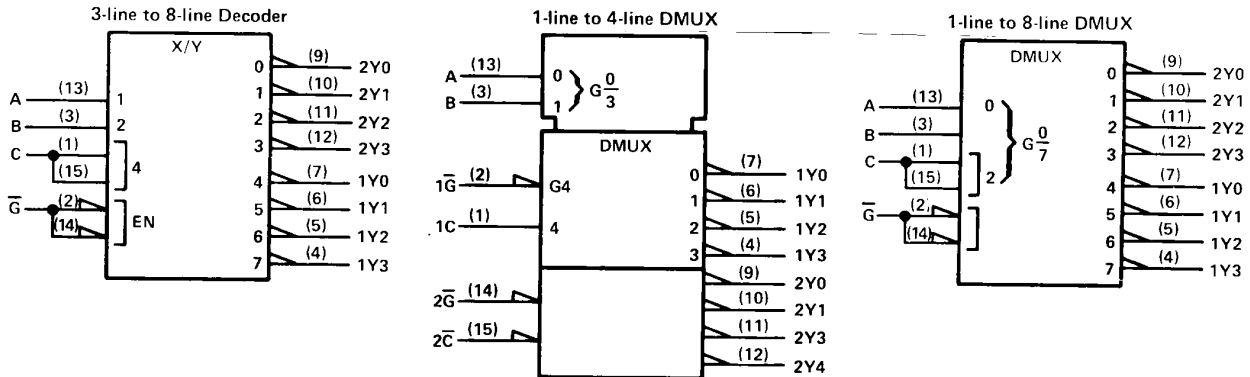 3-line to 8-line Decoder
X/Y
A (13) 1
B (3) 2
C (1)
(15)
4
G̅ (2)
(14)
EN
0 (9) 2Y0
1 (10) 2Y1
2 (11) 2Y2
3 (12) 2Y3
4 (7) 1Y0
5 (6) 1Y1
6 (5) 1Y2
7 (4) 1Y3
1-line to 4-line DMUX
A (13) 0
B (3) 1
} G 0/3
DMUX
1G̅ (2) G4
1C (1) 4
0 (7) 1Y0
1 (6) 1Y1
2 (5) 1Y2
3 (4) 1Y3
2G̅ (14)
2C̅ (15)
(9) 2Y0
(10) 2Y1
(11) 2Y3
(12) 2Y4
1-line to 8-line DMUX
DMUX
A (13) 0
B (3)
C (1)
(15) 2
} G 0/7
G̅ (2)
(14)
0 (9) 2Y0
1 (10) 2Y1
2 (11) 2Y2
3 (12) 2Y3
4 (7) 1Y0
5 (6) 1Y1
6 (5) 1Y2
7 (4) 1Y3